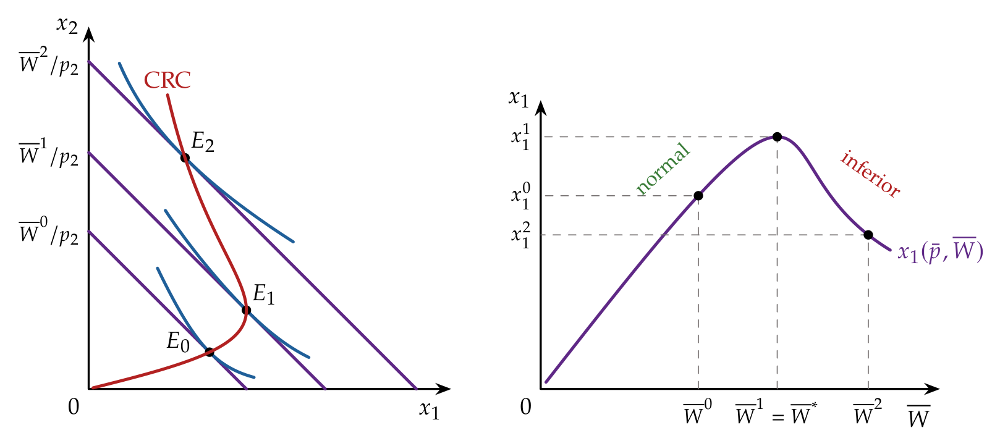 x₂
W̅²/p₂
CRC
E₂
W̅¹/p₂
W̅⁰/p₂
E₁
E₀
0
x₁
x₁
x₁¹
normal
inferior
x₁⁰
x₁²
x₁(p̄, W̅)
0
W̅⁰
W̅¹ = W̅*
W̅²
W̅